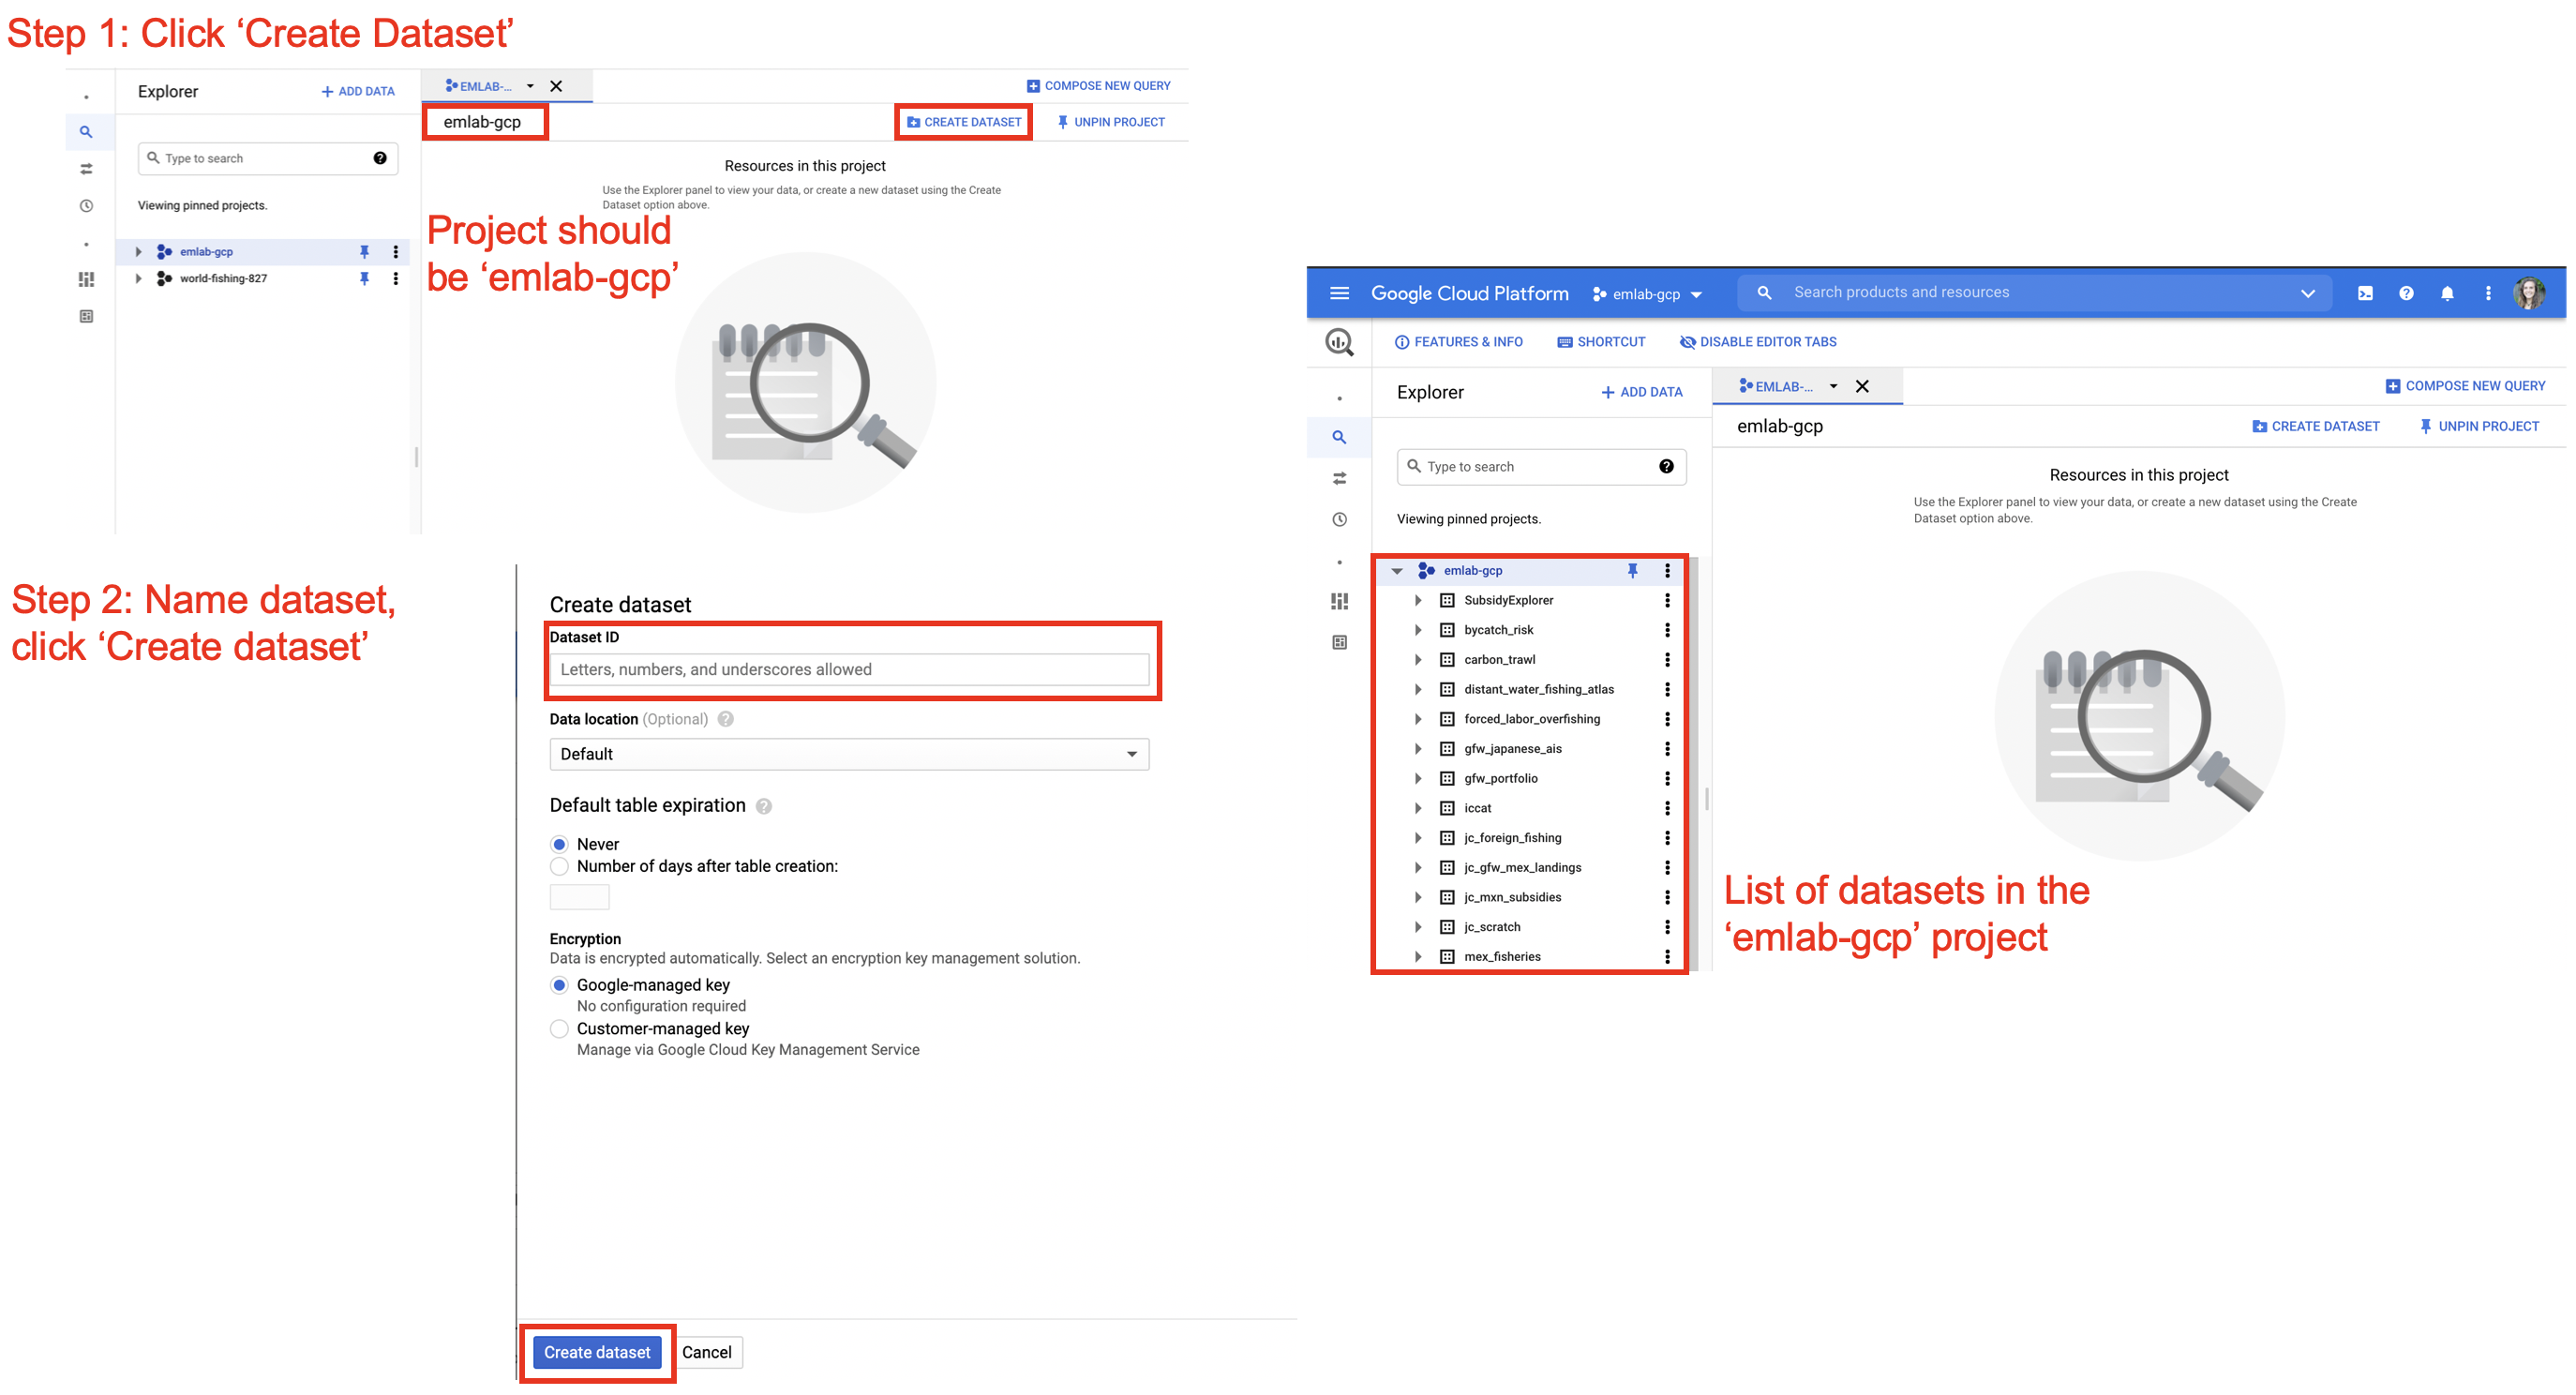 Step 1: Click ‘Create Dataset’
Explorer
ADD DATA
EMLAB-...
COMPOSE NEW QUERY
emlab-gcp
CREATE DATASET
UNPIN PROJECT
Type to search
Resources in this project
Use the Explorer panel to view your data, or create a new dataset using the Create
Dataset option above.
Viewing pinned projects.
emlab-gcp
world-fishing-827
Project should
be ‘emlab-gcp’
Step 2: Name dataset,
click ‘Create dataset’
Create dataset
Dataset ID
Letters, numbers, and underscores allowed
Data location (Optional)
Default
Default table expiration
Never
Number of days after table creation:
Encryption
Data is encrypted automatically. Select an encryption key management solution.
Google-managed key
No configuration required
Customer-managed key
Manage via Google Cloud Key Management Service
Create dataset
Cancel
Google Cloud Platform
emlab-gcp
Search products and resources
FEATURES & INFO
SHORTCUT
DISABLE EDITOR TABS
Explorer
ADD DATA
EMLAB-...
COMPOSE NEW QUERY
emlab-gcp
CREATE DATASET
UNPIN PROJECT
Type to search
Resources in this project
Use the Explorer panel to view your data, or create a new dataset using the Create
Dataset option above.
Viewing pinned projects.
emlab-gcp
SubsidyExplorer
bycatch_risk
carbon_trawl
distant_water_fishing_atlas
forced_labor_overfishing
gfw_japanese_ais
gfw_portfolio
iccat
jc_foreign_fishing
jc_gfw_mex_landings
jc_mxn_subsidies
jc_scratch
mex_fisheries
List of datasets in the
‘emlab-gcp’ project